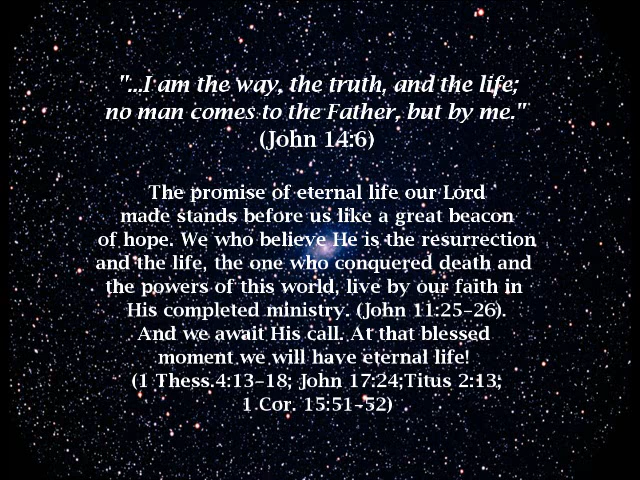 "...I am the way, the truth, and the life;
no man comes to the Father, but by me."
(John 14:6)
The promise of eternal life our Lord
made stands before us like a great beacon
of hope. We who believe He is the resurrection
and the life, the one who conquered death and
the powers of this world, live by our faith in
His completed ministry. (John 11:25-26).
And we await His call. At that blessed
moment we will have eternal life!
(1 Thess.4:13-18; John 17:24;Titus 2:13;
1 Cor. 15:51-52)